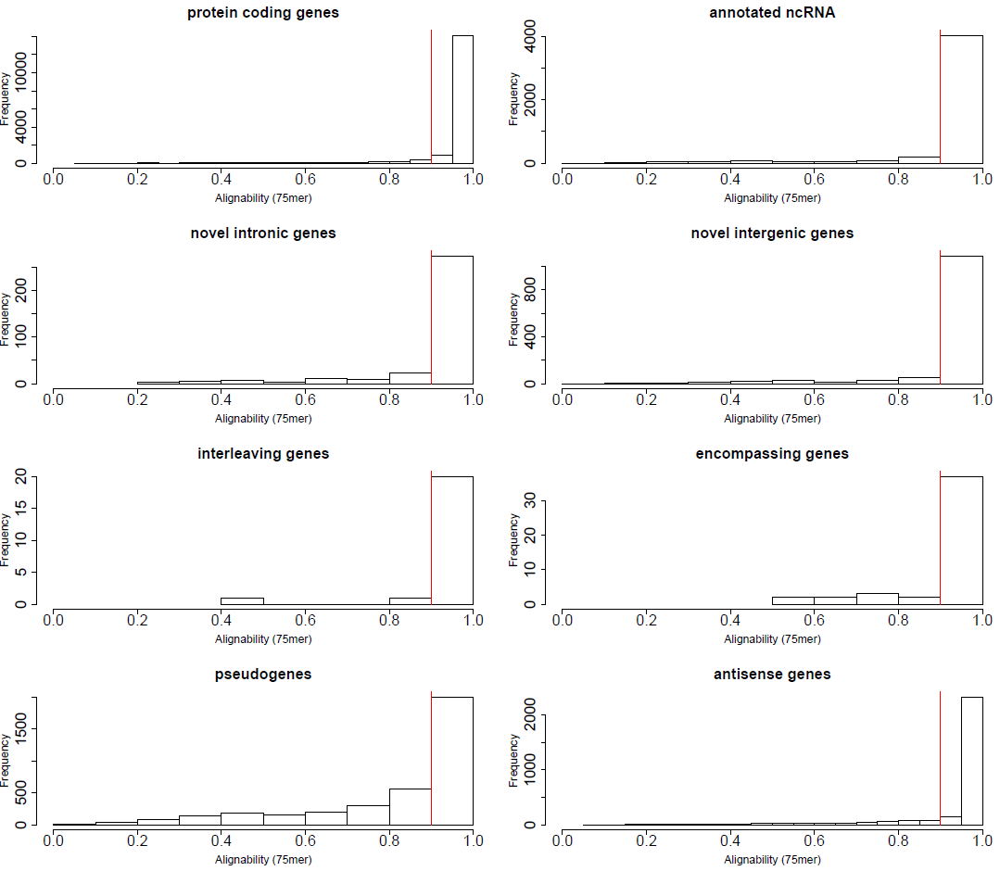 protein coding genes
Frequency
0 4000 10000
0.0 0.2 0.4 0.6 0.8 1.0
Alignability (75mer)
annotated ncRNA
Frequency
0 2000 4000
0.0 0.2 0.4 0.6 0.8 1.0
Alignability (75mer)
novel intronic genes
Frequency
0 100 200
0.0 0.2 0.4 0.6 0.8 1.0
Alignability (75mer)
novel intergenic genes
Frequency
0 400 800
0.0 0.2 0.4 0.6 0.8 1.0
Alignability (75mer)
interleaving genes
Frequency
0 5 10 15 20
0.0 0.2 0.4 0.6 0.8 1.0
Alignability (75mer)
encompassing genes
Frequency
0 10 20 30
0.0 0.2 0.4 0.6 0.8 1.0
Alignability (75mer)
pseudogenes
Frequency
0 500 1500
0.0 0.2 0.4 0.6 0.8 1.0
Alignability (75mer)
antisense genes
Frequency
0 1000 2000
0.0 0.2 0.4 0.6 0.8 1.0
Alignability (75mer)